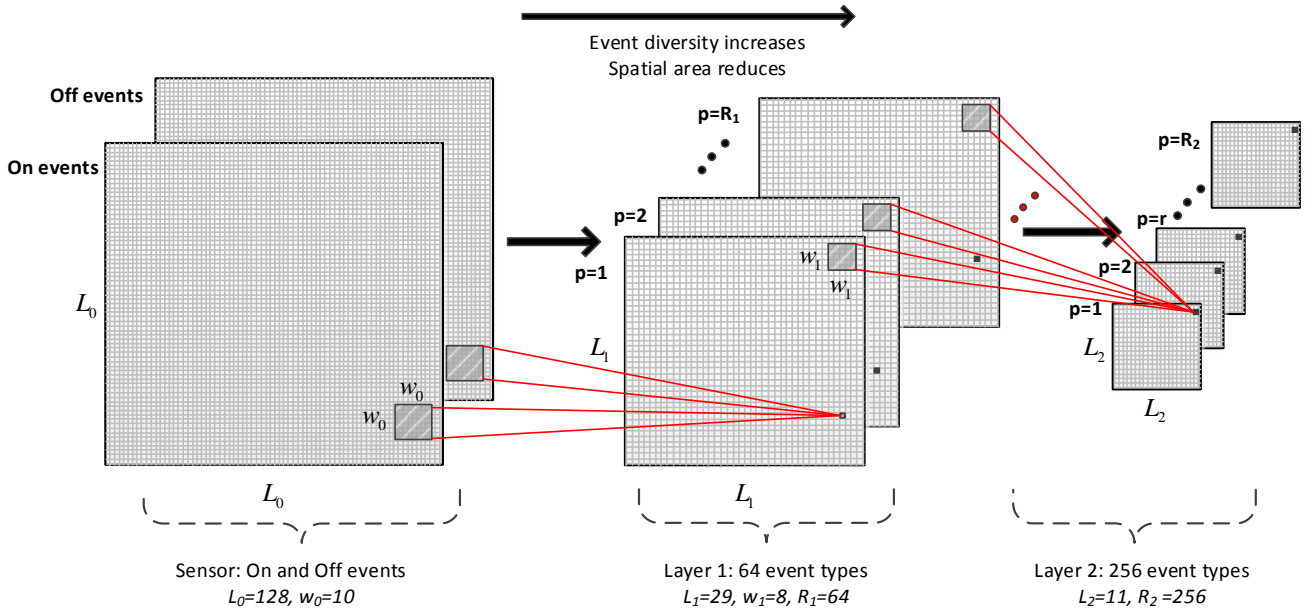 Event diversity increases
Spatial area reduces
Off events
On events
p=R₁
p=2
p=1
p=R₂
p=r
p=2
p=1
w₁
w₁
L₀
L₁
L₂
w₀
w₀
L₀
L₁
L₂
Sensor: On and Off events
L₀=128, w₀=10
Layer 1: 64 event types
L₁=29, w₁=8, R₁=64
Layer 2: 256 event types
L₂=11, R₂ =256